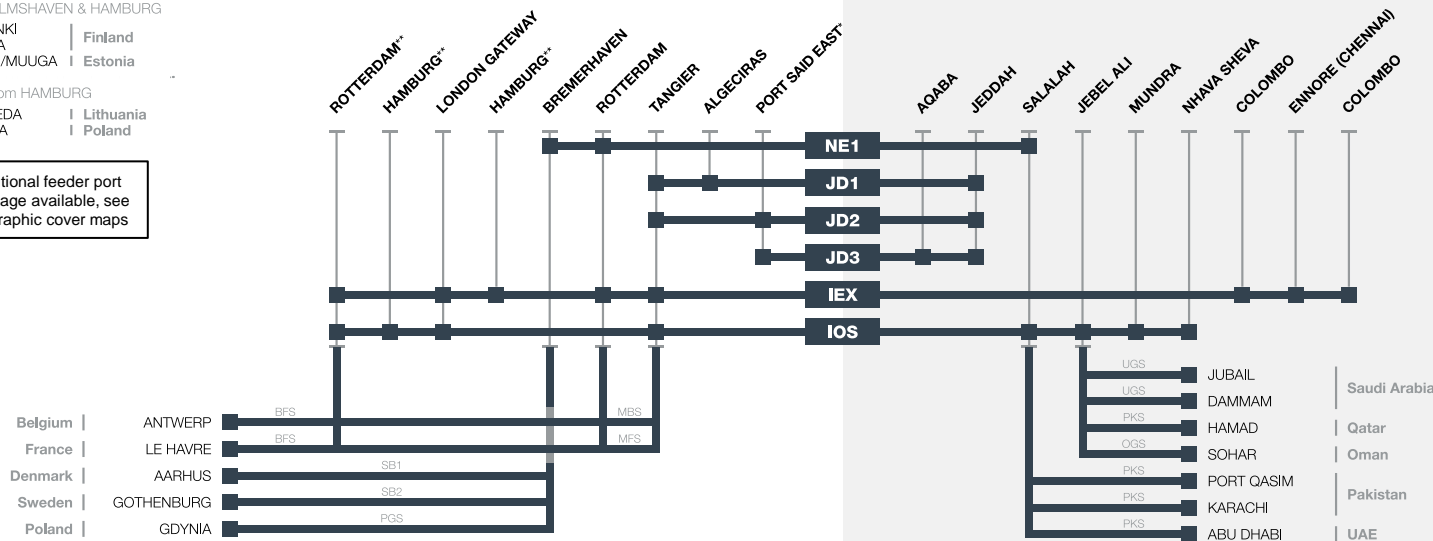 LMSHAVEN & HAMBURG
NKI
A
/MUUGA
Finland
Estonia
om HAMBURG
EDA
A
Lithuania
Poland
tional feeder port
age available, see
raphic cover maps
ROTTERDAM**
HAMBURG**
LONDON GATEWAY
HAMBURG**
BREMERHAVEN
ROTTERDAM
TANGIER
ALGECIRAS
PORT SAID EAST*
AQABA
JEDDAH
SALALAH
JEBEL ALI
MUNDRA
NHAVA SHEVA
COLOMBO
ENNORE (CHENNAI)
COLOMBO
NE1
JD1
JD2
JD3
IEX
IOS
Belgium
ANTWERP
BFS
MBS
France
LE HAVRE
BFS
MFS
Denmark
AARHUS
SB1
Sweden
GOTHENBURG
SB2
Poland
GDYNIA
PGS
UGS
JUBAIL
UGS
DAMMAM
Saudi Arabia
PKS
HAMAD
Qatar
OGS
SOHAR
Oman
PKS
PORT QASIM
PKS
KARACHI
Pakistan
PKS
ABU DHABI
UAE